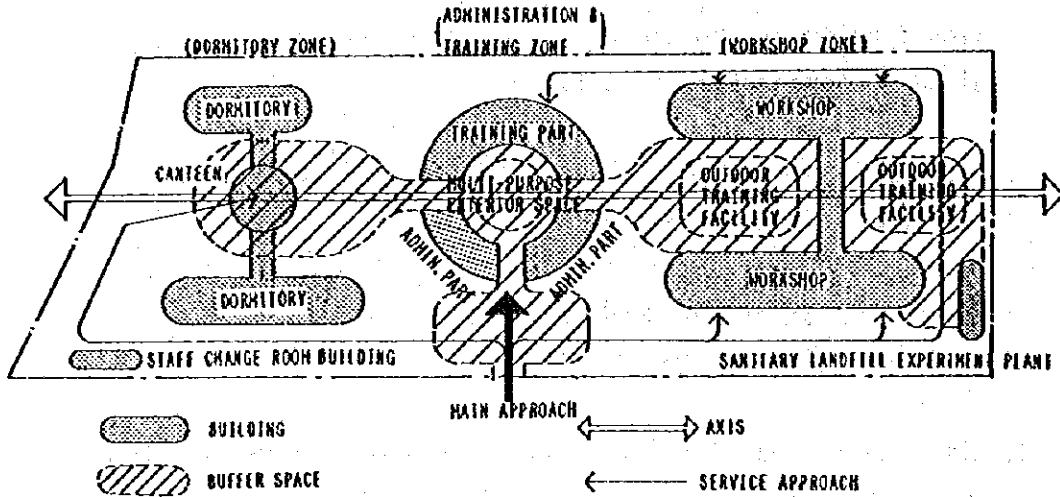 (ADMINISTRATION &
TRAINING ZONE)
(DORMITORY ZONE)
(WORKSHOP ZONE)
DORMITORY
TRAINING PART
WORKSHOP
CANTEEN
MULTI-PURPOSE
EXTERIOR SPACE
OUTDOOR
TRAINING
FACILITY
OUTDOOR
TRAINING
FACILITY
ADMIN. PART
ADMIN. PART
DORMITORY
WORKSHOP
STAFF CHANGE ROOM BUILDING
SANITARY LANDFILL EXPERIMENT PLANT
MAIN APPROACH
BUILDING
AXIS
BUFFER SPACE
SERVICE APPROACH